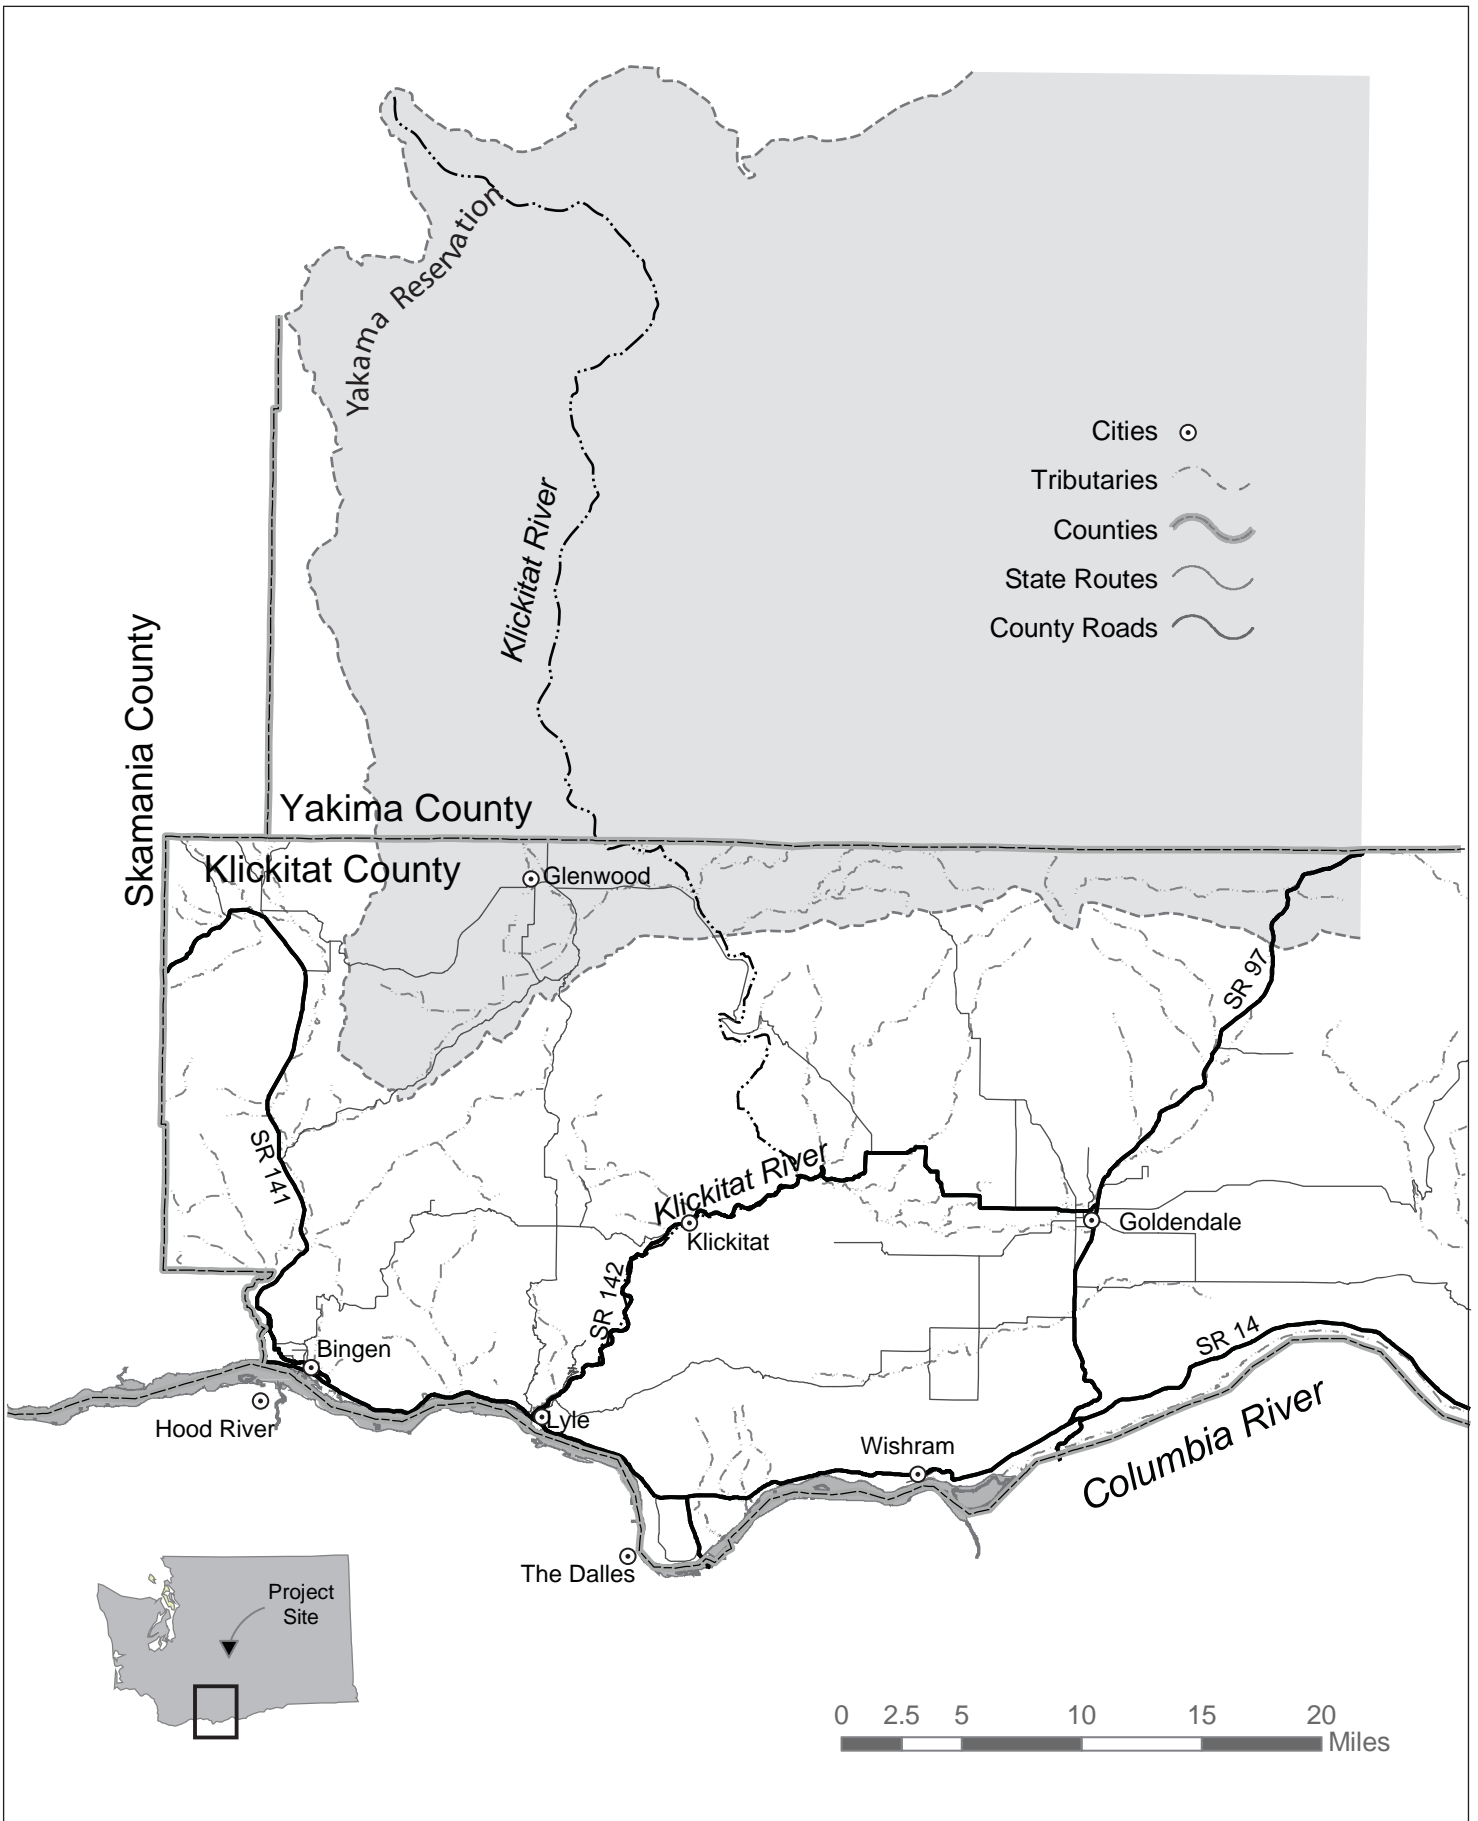 Yakama Reservation
Klickitat River
Cities
Tributaries
Counties
State Routes
County Roads
Skamania County
Yakima County
Klickitat County
Glenwood
SR 97
SR 141
Klickitat River
Klickitat
Goldendale
SR 142
SR 14
Bingen
Hood River
Lyle
Wishram
Columbia River
The Dalles
Project
Site
0 2.5 5 10 15 20
Miles